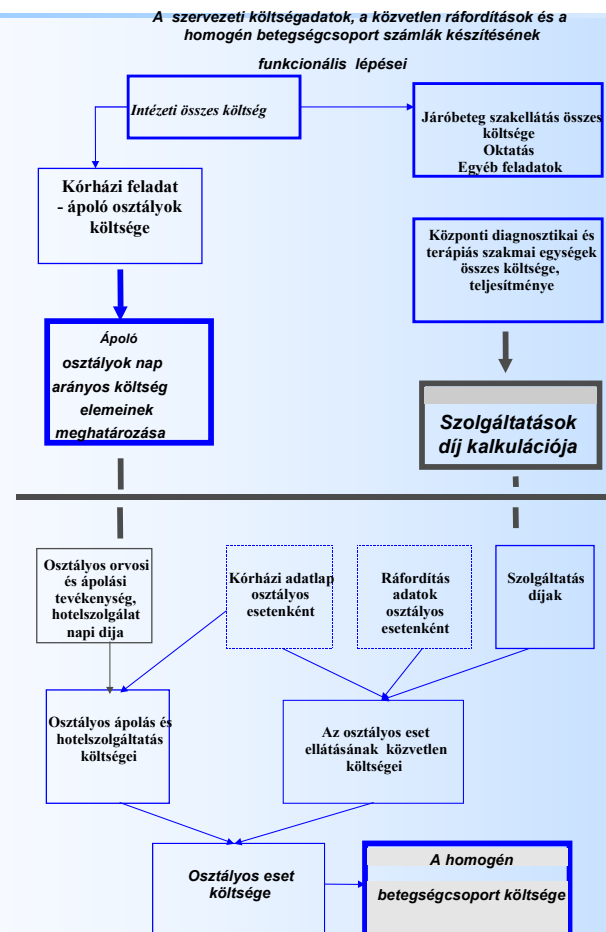 A szervezeti költségadatok, a közvetlen ráfordítások és a
homogén betegségcsoport számlák készítésének
funkcionális lépései
Intézeti összes költség
Járóbeteg szakellátás összes
költsége
Oktatás
Egyéb feladatok
Kórházi feladat
- ápoló osztályok
költsége
Központi diagnosztikai és
terápiás szakmai egységek
összes költsége,
teljesítménye
Ápoló
osztályok nap
arányos költség
elemeinek
meghatározása
Szolgáltatások
díj kalkulációja
Osztályos orvosi
és ápolási
tevékenység,
hotelszolgálat
napi dija
Kórházi adatlap
osztályos
esetenként
Ráfordítás
adatok
osztályos
esetenként
Szolgáltatás
díjak
Osztályos ápolás és
hotelszolgáltatás
költségei
Az osztályos eset
ellátásának közvetlen
költségei
Osztályos eset
költsége
A homogén
betegségcsoport költsége